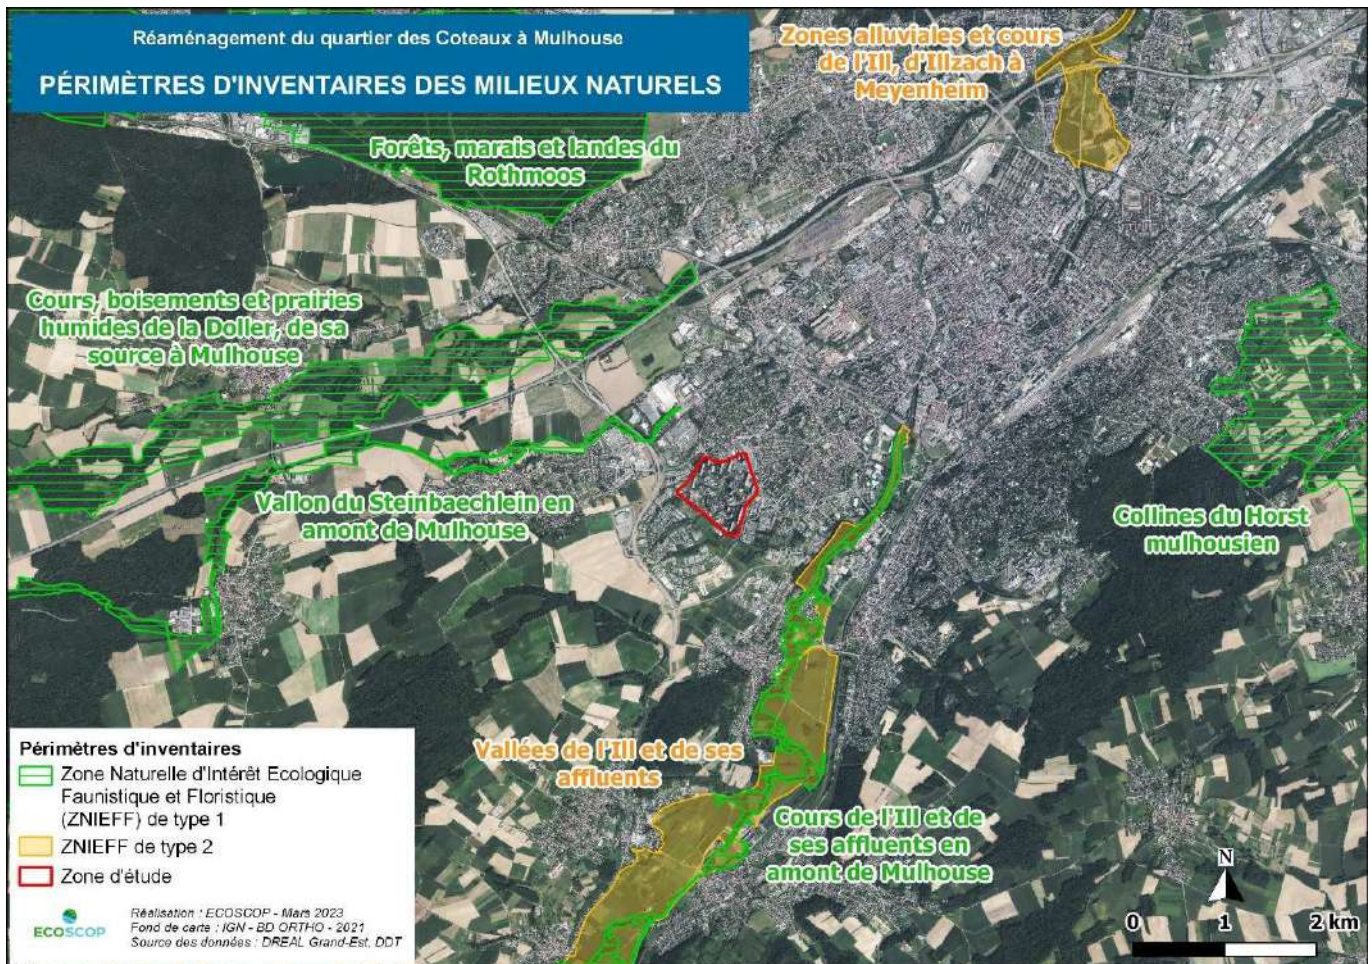 Réaménagement du quartier des Coteaux à Mulhouse
PÉRIMÈTRES D'INVENTAIRES DES MILIEUX NATURELS
Zones alluviales et cours
de l'Ill, d'Illzach à
Meyenheim
Forêts, marais et landes du
Rothmoos
Cours, boisements et prairies
humides de la Doller, de sa
source à Mulhouse
Vallon du Steinbaechlein en
amont de Mulhouse
Collines du Horst
mulhousien
Vallées de l'Ill et de ses
affluents
Cours de l'Ill et de
ses affluents en
amont de Mulhouse
Périmètres d'inventaires
Zone Naturelle d'Intérêt Ecologique
Faunistique et Floristique
(ZNIEFF) de type 1
ZNIEFF de type 2
Zone d'étude
ECOSCOP
Réalisation : ECOSCOP - Mars 2023
Fond de carte : IGN - BD ORTHO - 2021
Source des données : DREAL Grand-Est, DDT
N
0 1 2 km